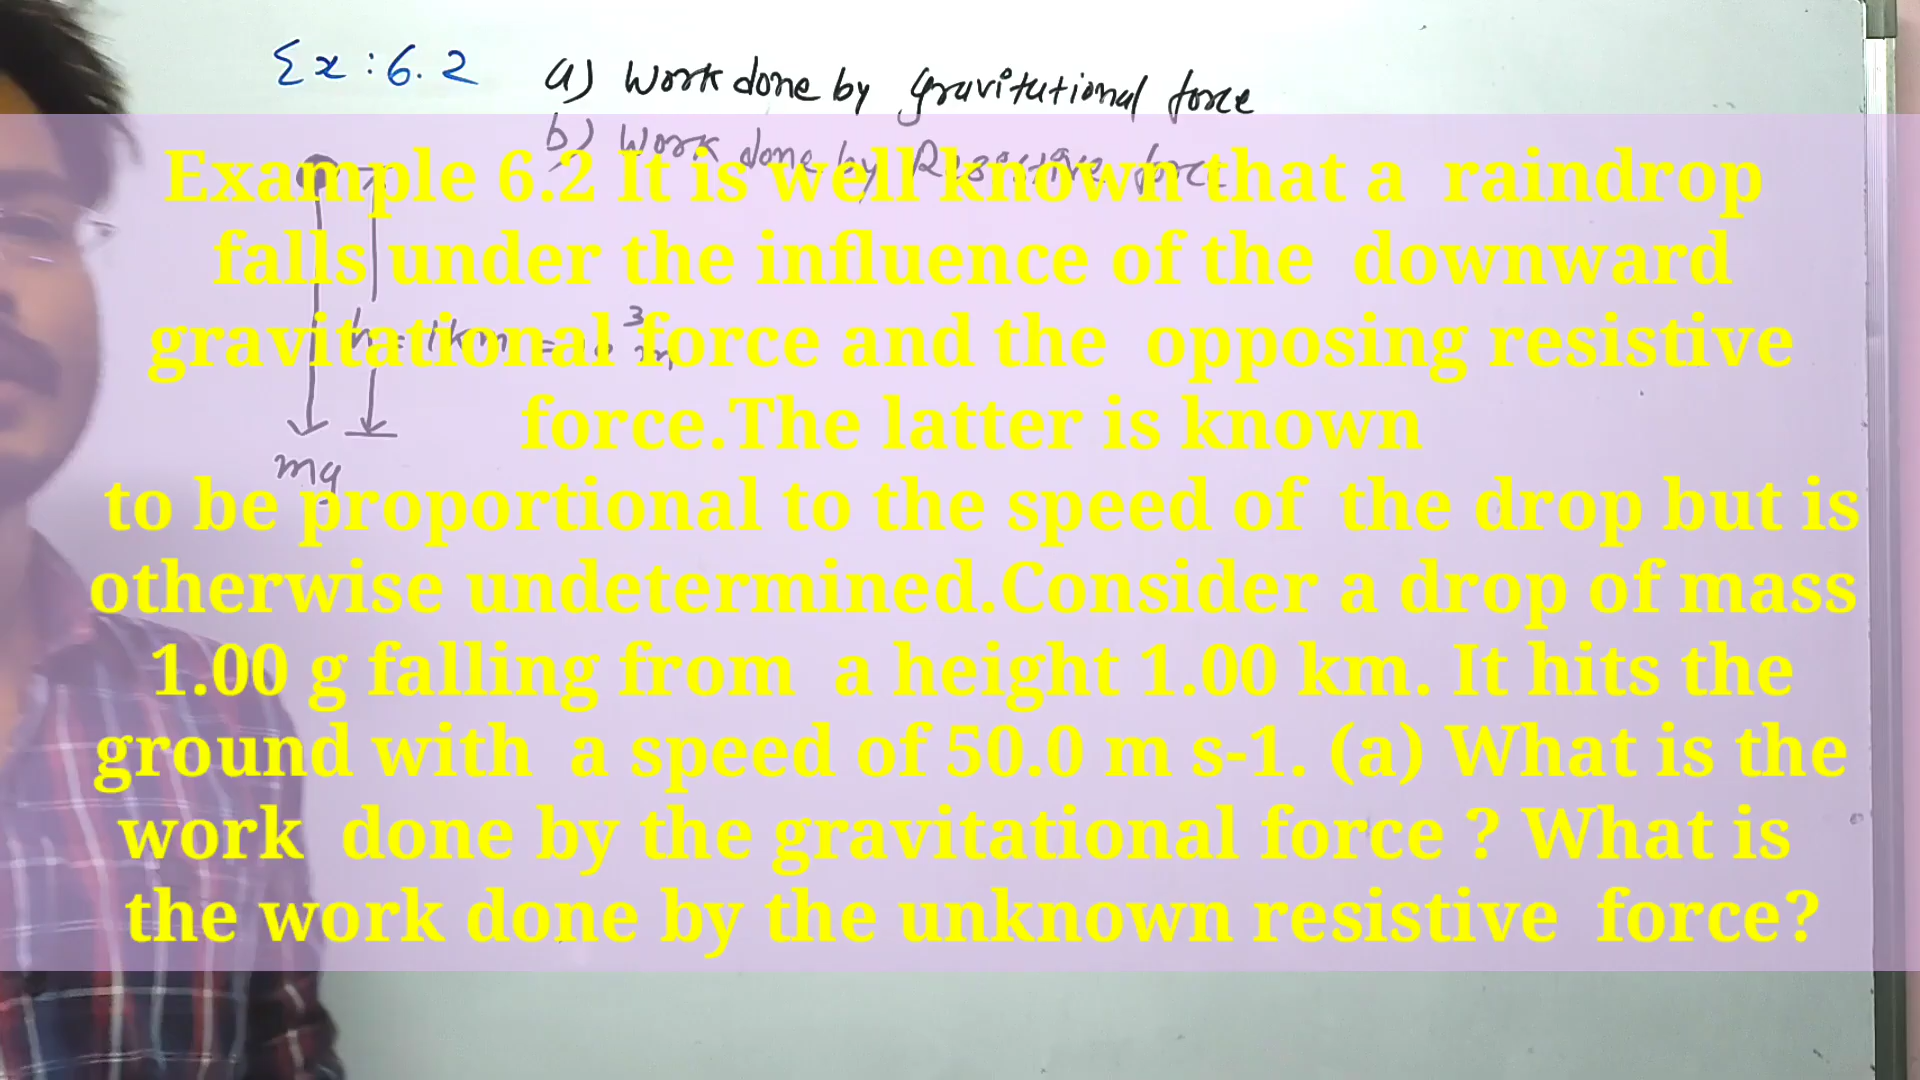 Ex : 6.2
a) Work done by gravitational force
b) Work done by Resistive force
Example 6.2 It is well known that a raindrop
falls under the influence of the downward
gravitational force and the opposing resistive
force.The latter is known
to be proportional to the speed of the drop but is
otherwise undetermined.Consider a drop of mass
1.00 g falling from a height 1.00 km. It hits the
ground with a speed of 50.0 m s-1. (a) What is the
work done by the gravitational force ? What is
the work done by the unknown resistive force?
h = 1km = 10³ m
mg